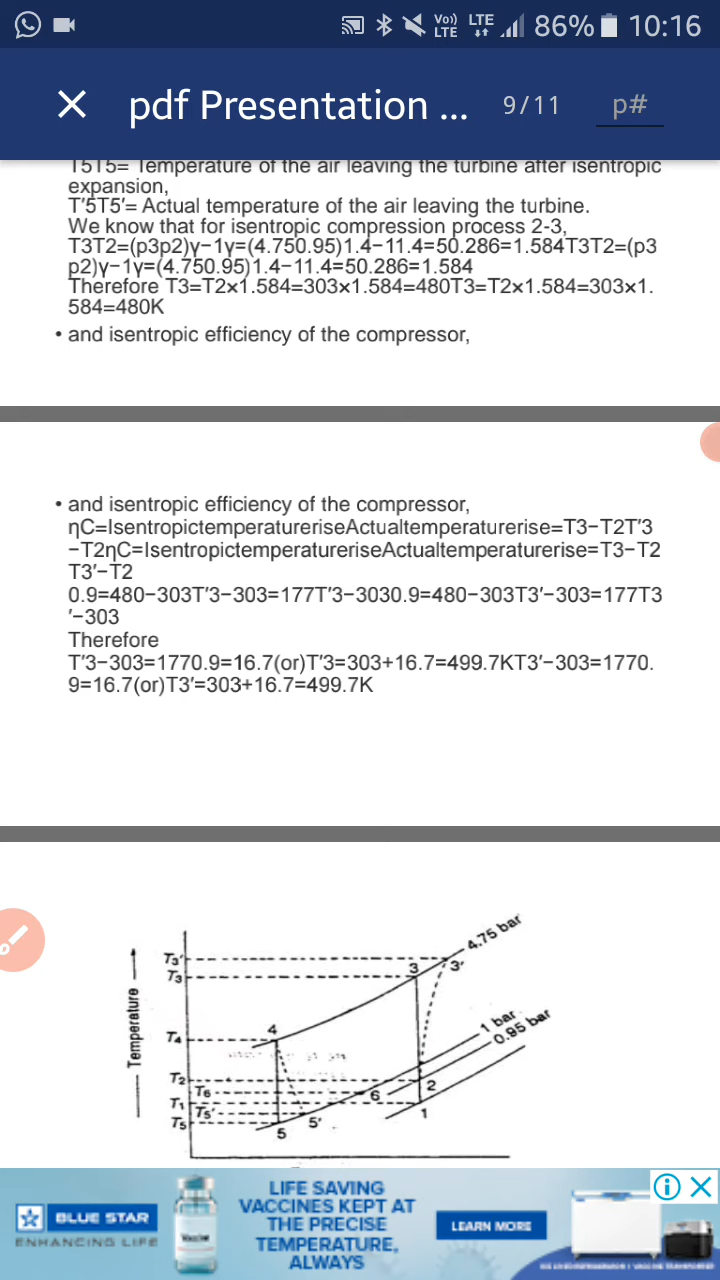 Vo)) LTE
LTE
86%
10:16
pdf Presentation ...
9/11
p#
T5T5= Temperature of the air leaving the turbine after isentropic
expansion,
T′5T5′= Actual temperature of the air leaving the turbine.
We know that for isentropic compression process 2-3,
T3T2=(p3p2)γ−1γ=(4.750.95)1.4−11.4=50.286=1.584T3T2=(p3
p2)γ−1γ=(4.750.95)1.4−11.4=50.286=1.584
Therefore T3=T2×1.584=303×1.584=480T3=T2×1.584=303×1.
584=480K
• and isentropic efficiency of the compressor,
• and isentropic efficiency of the compressor,
ηC=IsentropictemperatureriseActualtemperaturerise=T3−T2T′3
−T2ηC=IsentropictemperatureriseActualtemperaturerise=T3−T2
T3′−T2
0.9=480−303T′3−303=177T′3−3030.9=480−303T3′−303=177T3
′−303
Therefore
T′3−303=1770.9=16.7(or)T′3=303+16.7=499.7KT3′−303=1770.
9=16.7(or)T3′=303+16.7=499.7K
4.75 bar
T3'
T3
3
3'
Temperature
1 bar
0.95 bar
T4
4
T2
T6
2
6
T1
T5'
1
T5
5
5'
BLUE STAR
ENHANCING LIFE
Vaccine
LIFE SAVING
VACCINES KEPT AT
THE PRECISE
TEMPERATURE,
ALWAYS
LEARN MORE